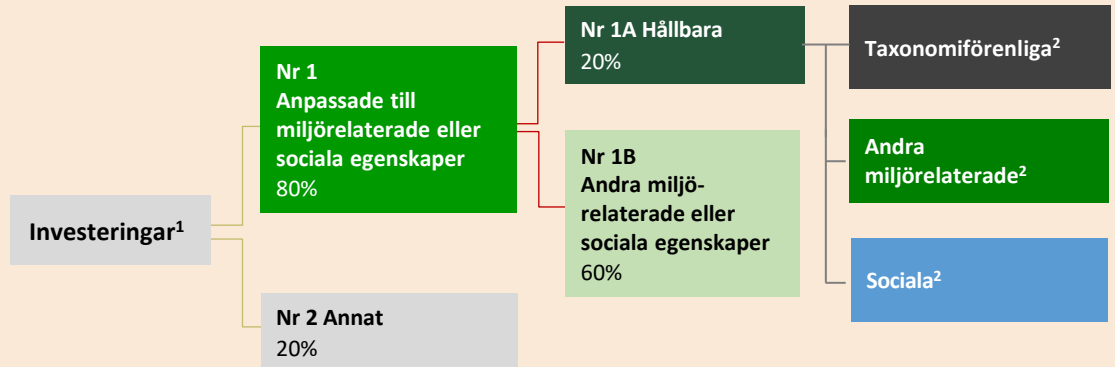 Investeringar¹
Nr 1
Anpassade till
miljörelaterade eller
sociala egenskaper
80%
Nr 2 Annat
20%
Nr 1A Hållbara
20%
Nr 1B
Andra miljö-
relaterade eller
sociala egenskaper
60%
Taxonomiförenliga²
Andra
miljörelaterade²
Sociala²